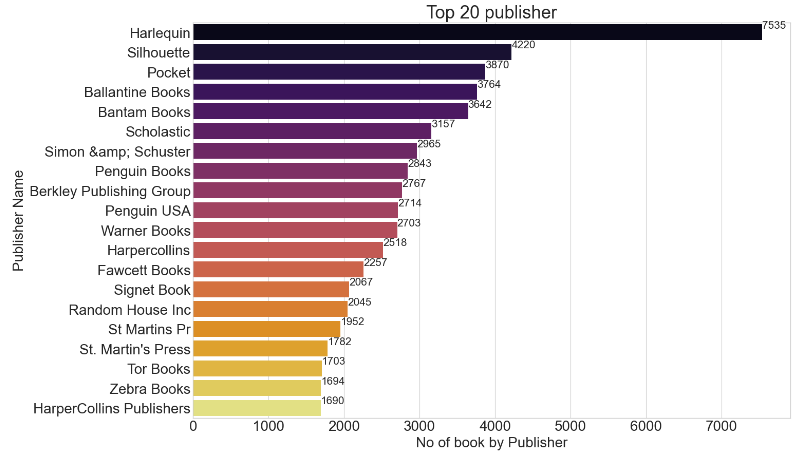 Top 20 publisher
Harlequin 7535
Silhouette 4220
Pocket 3870
Ballantine Books 3764
Bantam Books 3642
Scholastic 3157
Simon &amp; Schuster 2965
Penguin Books 2843
Berkley Publishing Group 2767
Penguin USA 2714
Warner Books 2703
Harpercollins 2518
Fawcett Books 2257
Signet Book 2067
Random House Inc 2045
St Martins Pr 1952
St. Martin's Press 1782
Tor Books 1703
Zebra Books 1694
HarperCollins Publishers 1690
Publisher Name
0 1000 2000 3000 4000 5000 6000 7000
No of book by Publisher